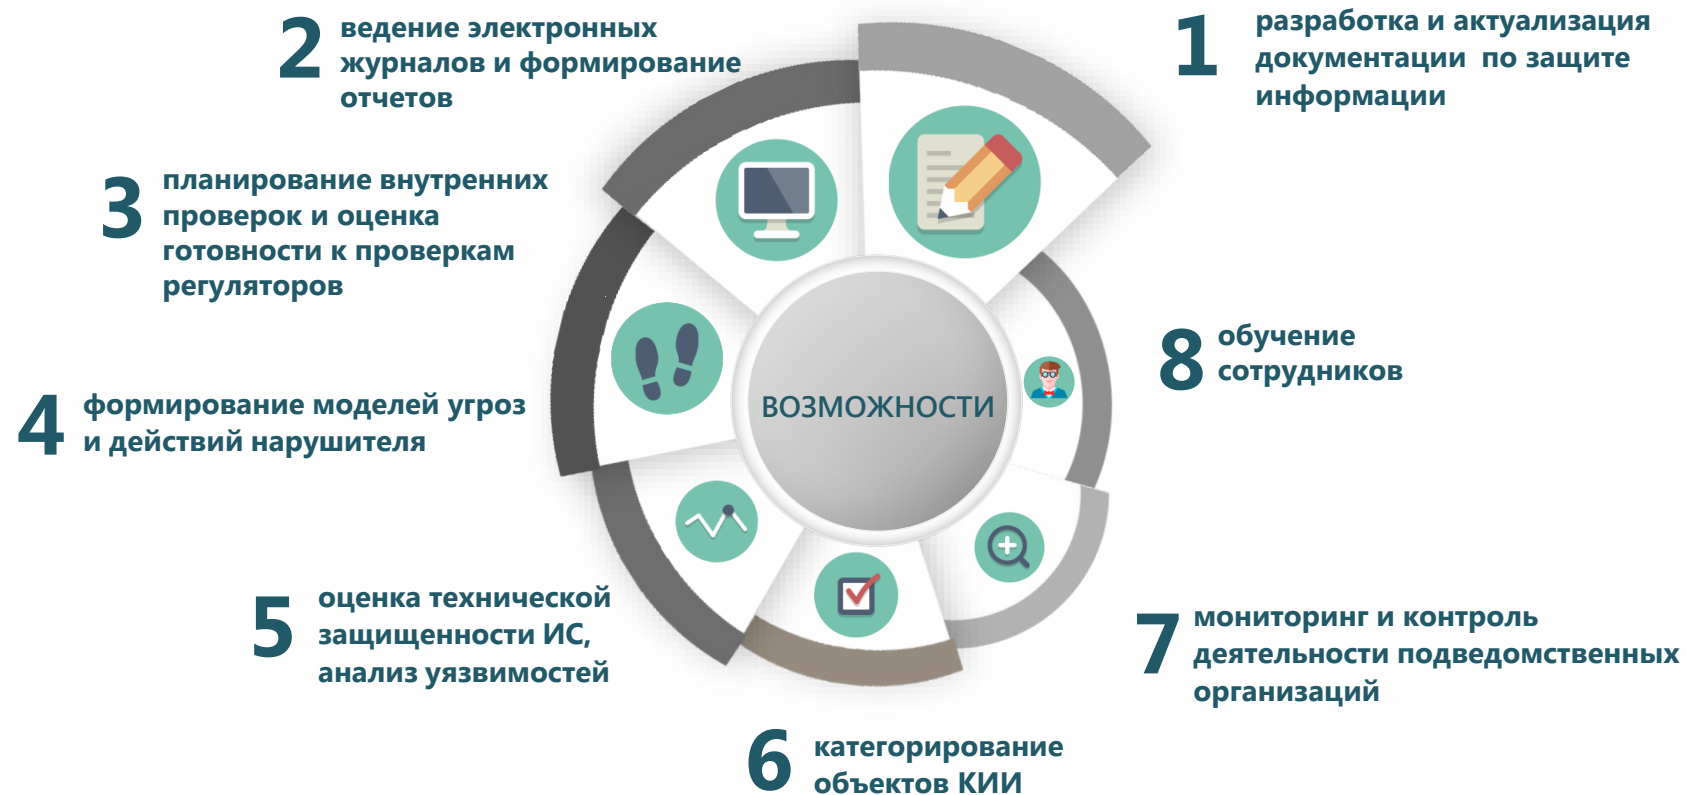 1
разработка и актуализация
документации по защите
информации
2
ведение электронных
журналов и формирование
отчетов
3
планирование внутренних
проверок и оценка
готовности к проверкам
регуляторов
4
формирование моделей угроз
и действий нарушителя
5
оценка технической
защищенности ИС,
анализ уязвимостей
6
категорирование
объектов КИИ
7
мониторинг и контроль
деятельности подведомственных
организаций
8
обучение
сотрудников
ВОЗМОЖНОСТИ